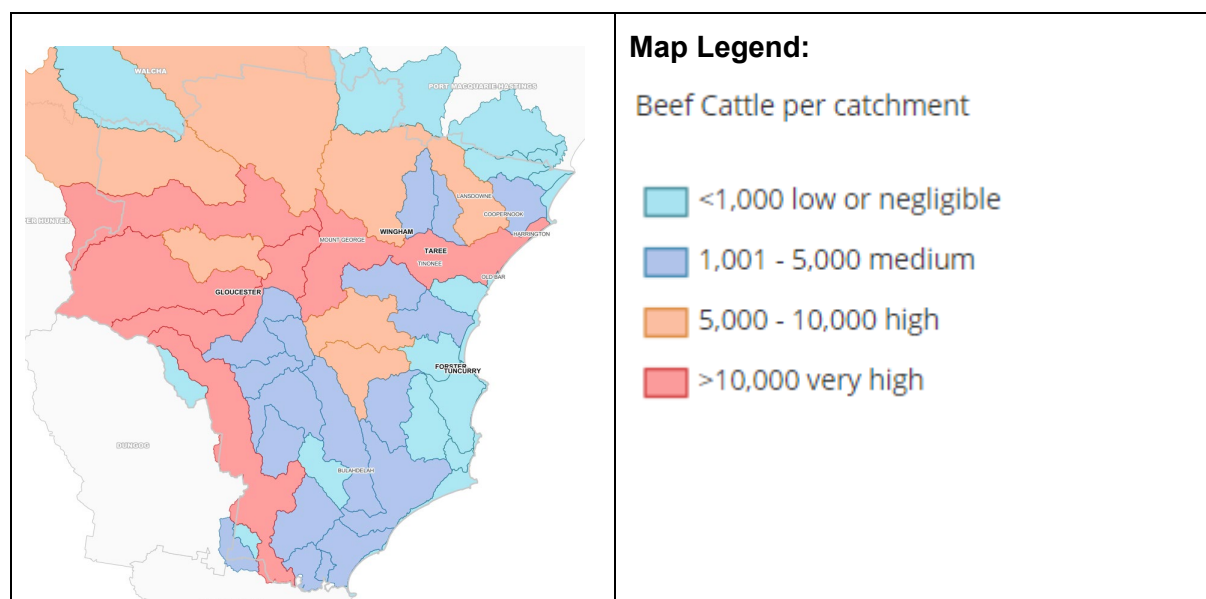 WALCHA
PORT MACQUARIE-HASTINGS
LANSDOWNE
COOPERNOOK
ER HUNTER
WINGHAM
HARRINGTON
MOUNT GEORGE
TAREE
TINONEE
OLD BAR
GLOUCESTER
FORSTER
TUNCURRY
DUNGOG
BULAHDELAH
Map Legend:
Beef Cattle per catchment
<1,000 low or negligible
1,001 - 5,000 medium
5,000 - 10,000 high
>10,000 very high